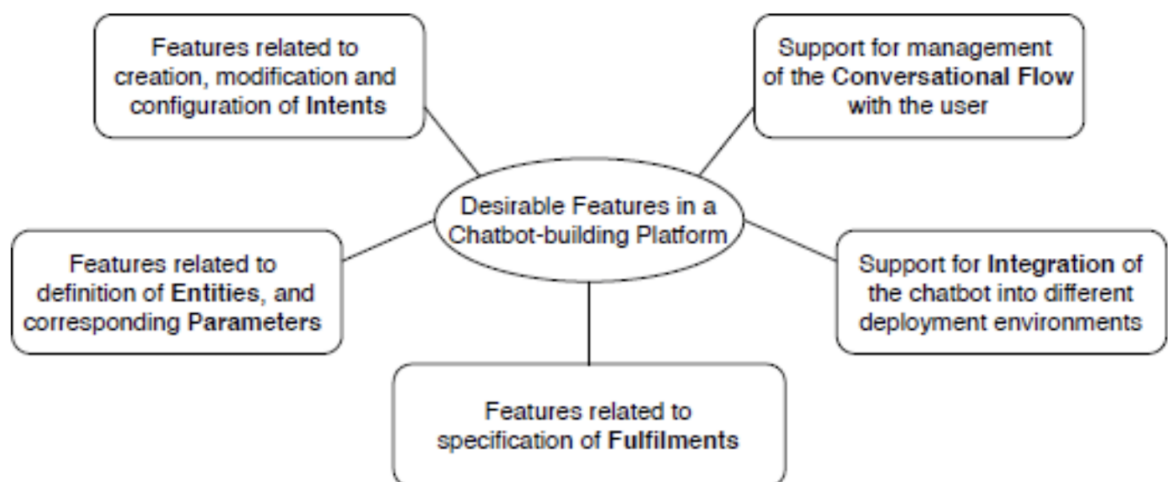 Features related to
creation, modification and
configuration of Intents
Support for management
of the Conversational Flow
with the user
Desirable Features in a
Chatbot-building Platform
Features related to
definition of Entities, and
corresponding Parameters
Support for Integration of
the chatbot into different
deployment environments
Features related to
specification of Fulfilments